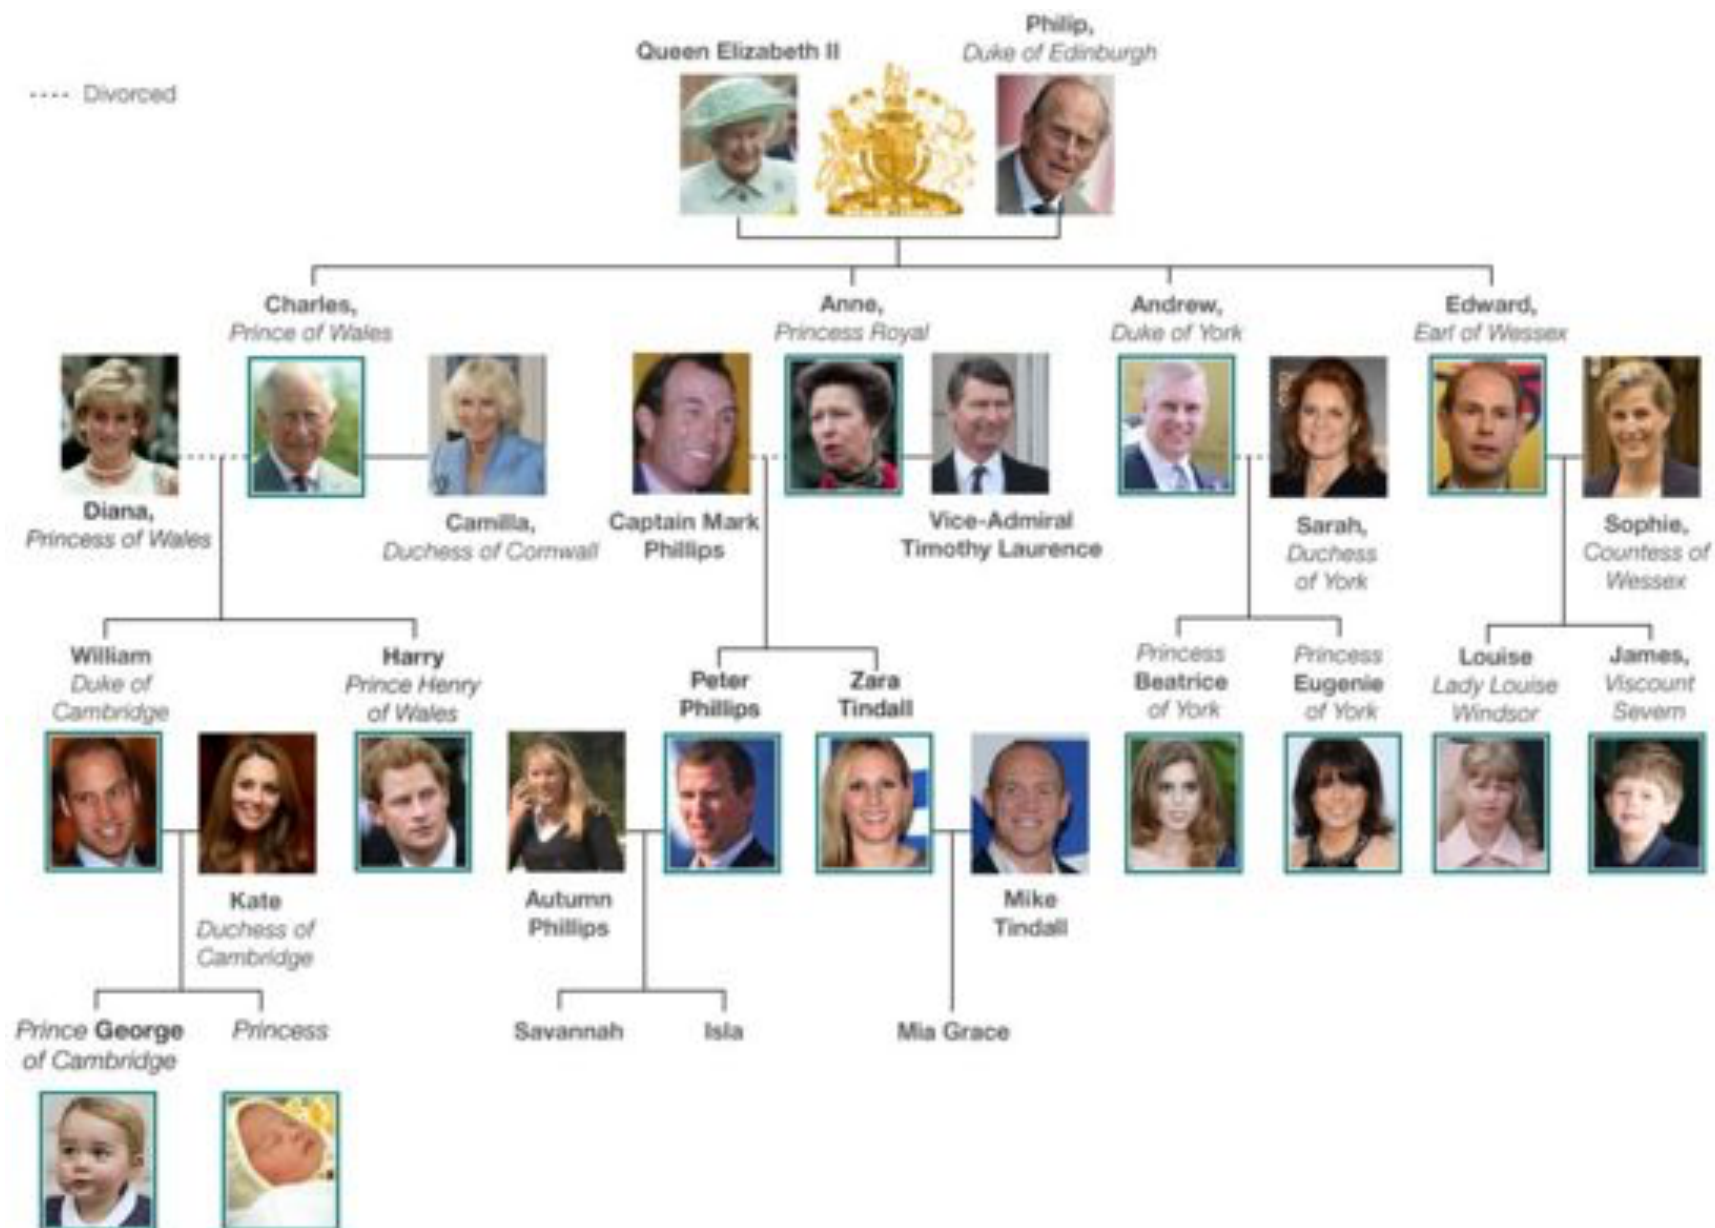 Philip,
Queen Elizabeth II
Duke of Edinburgh
---- Divorced
Charles,
Prince of Wales
Anne,
Princess Royal
Andrew,
Duke of York
Edward,
Earl of Wessex
Diana,
Princess of Wales
Camilla,
Duchess of Cornwall
Captain Mark
Phillips
Vice-Admiral
Timothy Laurence
Sarah,
Duchess
of York
Sophie,
Countess of
Wessex
William
Duke of
Cambridge
Harry
Prince Henry
of Wales
Peter
Phillips
Zara
Tindall
Princess
Beatrice
of York
Princess
Eugenie
of York
Louise
Lady Louise
Windsor
James,
Viscount
Severn
Kate
Duchess of
Cambridge
Autumn
Phillips
Mike
Tindall
Prince George
of Cambridge
Princess
Savannah
Isla
Mia Grace